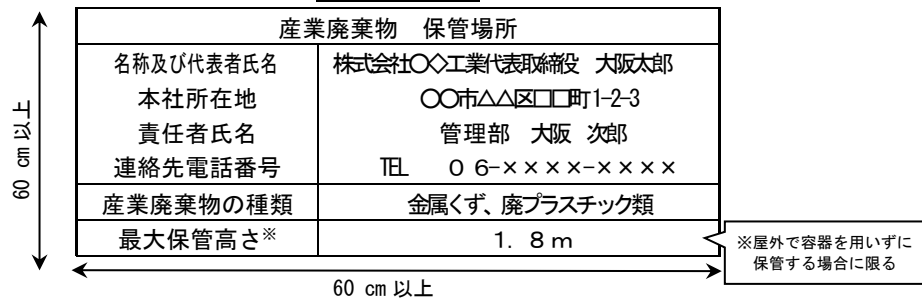 産業廃棄物　保管場所
名称及び代表者氏名　株式会社〇◇工業代表取締役　大阪太郎
本社所在地　〇〇市△△区□□町1-2-3
責任者氏名　管理部　大阪　次郎
連絡先電話番号　℡　０６-××××-××××
産業廃棄物の種類　金属くず、廃プラスチック類
最大保管高さ※　１．８ｍ
※屋外で容器を用いずに
保管する場合に限る
60 cm 以上
60 cm 以上